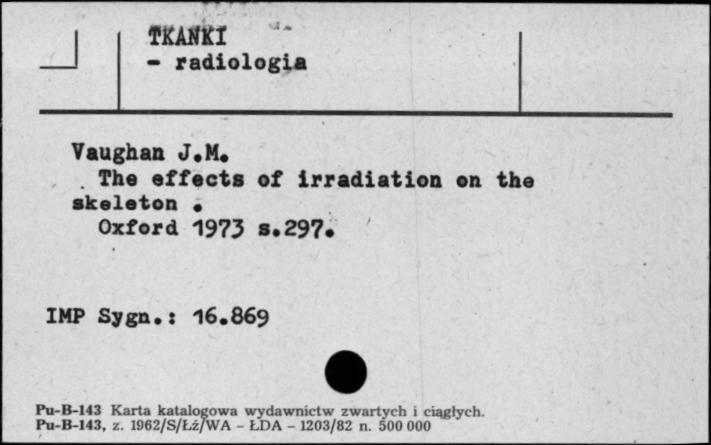 TKANKI
- radiologia
Vaughan J.M.
The effects of irradiation on the
skeleton .
Oxford 1973 s.297.
IMP Sygn.: 16.869
Pu-B-143 Karta katalogowa wydawnictw zwartych i ciągłych.
Pu-B-143, z. 1962/S/Łź/WA – ŁDA – 1203/82 n. 500 000